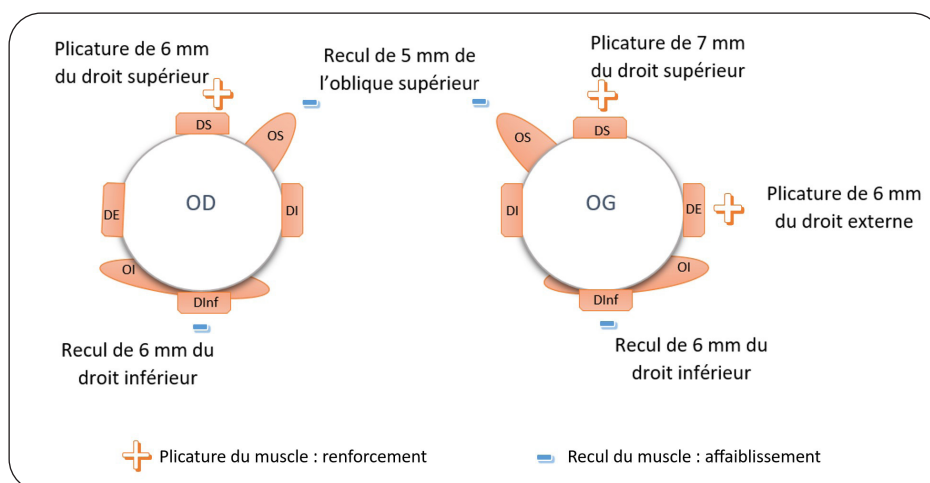 Plicature de 6 mm
du droit supérieur
Recul de 5 mm de
l'oblique supérieur
Plicature de 7 mm
du droit supérieur
DS
OS
OS
DS
OD
OG
DE
DI
DI
DE
Plicature de 6 mm
du droit externe
OI
OI
DInf
DInf
Recul de 6 mm du
droit inférieur
Recul de 6 mm du
droit inférieur
Plicature du muscle : renforcement
Recul du muscle : affaiblissement